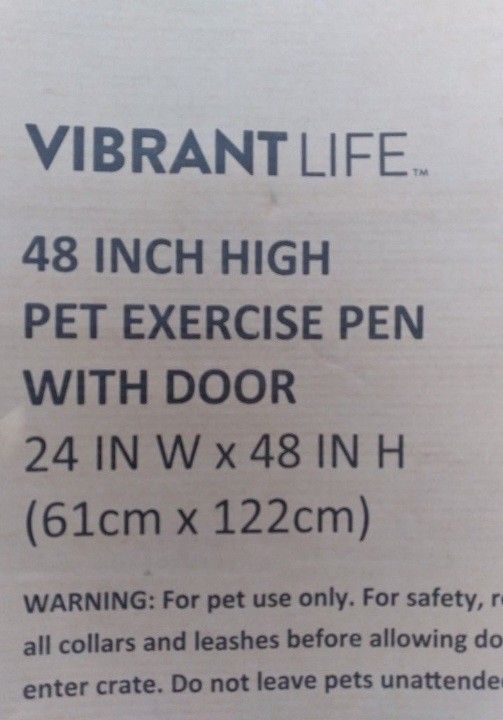 VIBRANT LIFE™
48 INCH HIGH
PET EXERCISE PEN
WITH DOOR
24 IN W x 48 IN H
(61cm x 122cm)
WARNING: For pet use only. For safety,
all collars and leashes before allowing
enter crate. Do not leave pets